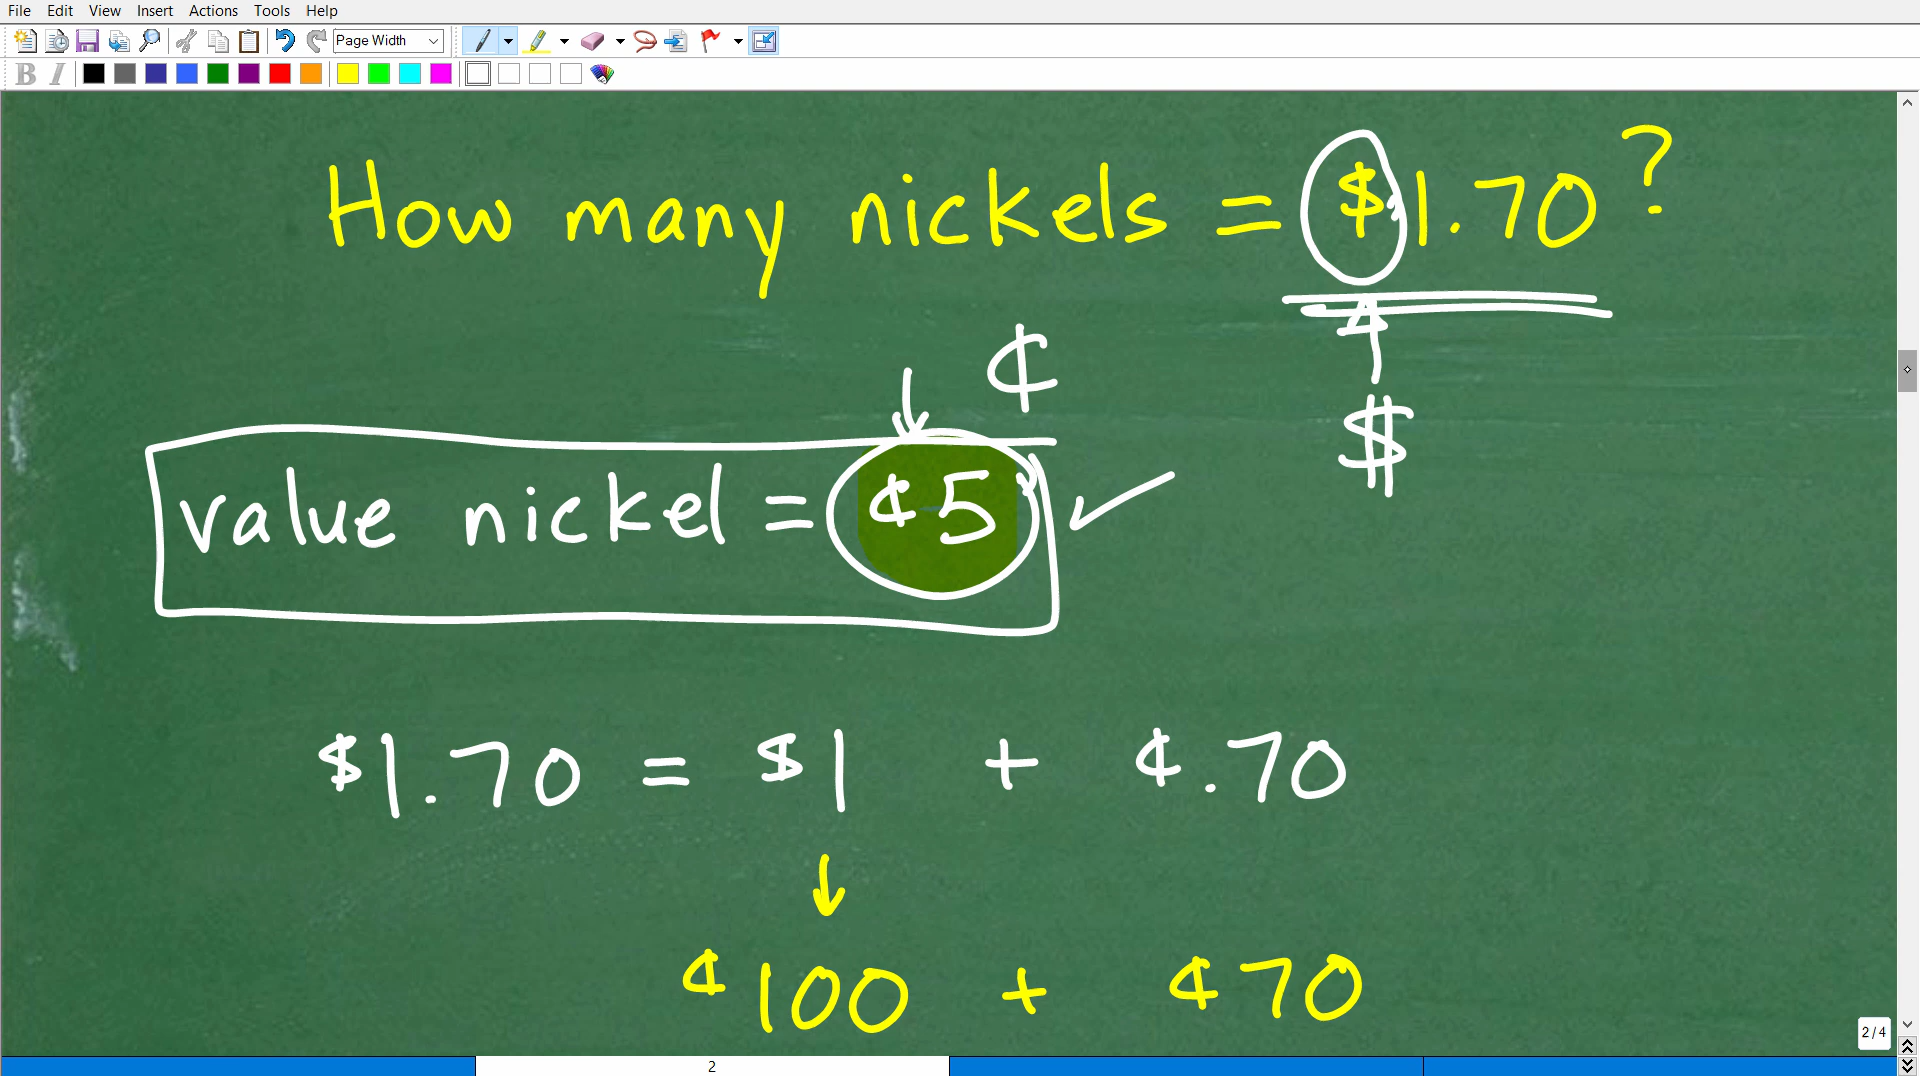 File Edit View Insert Actions Tools Help
Page Width
B I
How many nickels = $1.70?
¢
$
value nickel = ¢5
$1.70 = $1 + ¢.70
¢100 + ¢70
2/4
2